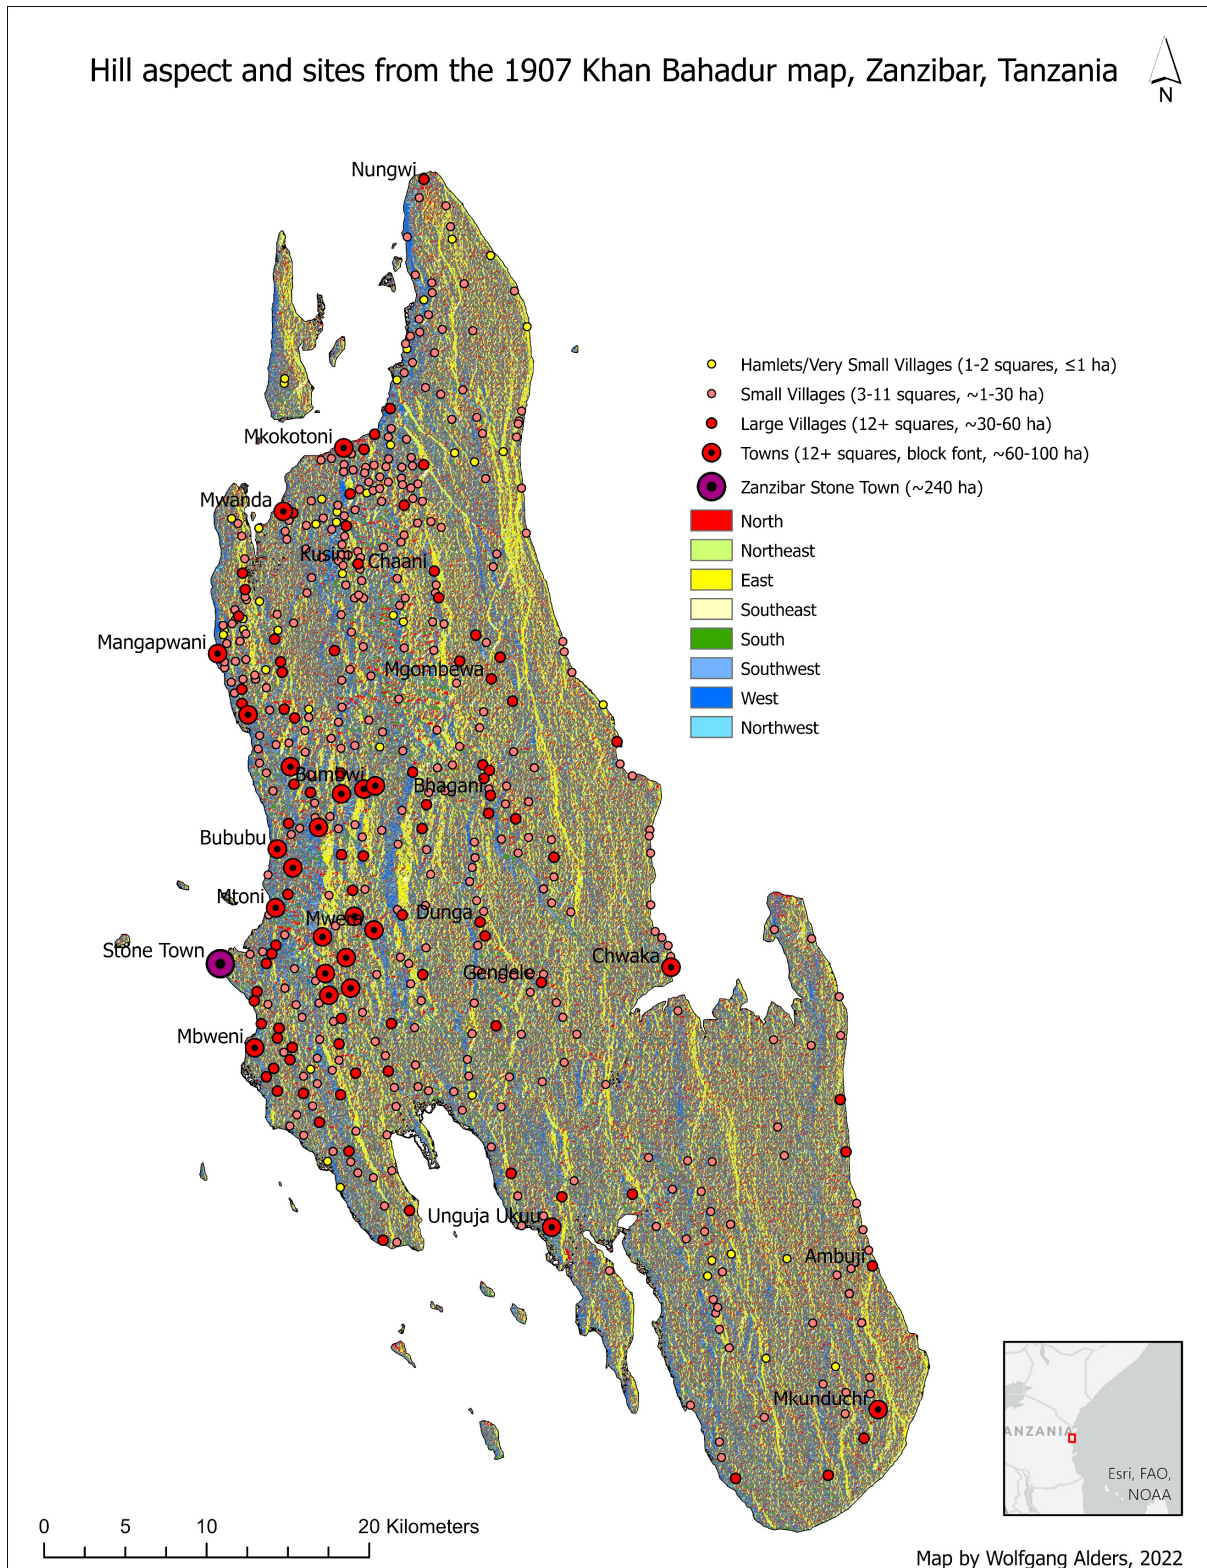 Hill aspect and sites from the 1907 Khan Bahadur map, Zanzibar, Tanzania
N
Nungwi
Hamlets/Very Small Villages (1-2 squares, ≤1 ha)
Small Villages (3-11 squares, ~1-30 ha)
Large Villages (12+ squares, ~30-60 ha)
Towns (12+ squares, block font, ~60-100 ha)
Zanzibar Stone Town (~240 ha)
North
Northeast
East
Southeast
South
Southwest
West
Northwest
Mkokotoni
Mwanda
Kusini
Chaani
Mangapwani
Mgombewa
Bumbwi
Bhagani
Bububu
Mtoni
Mwera
Dunga
Stone Town
Gendele
Chwaka
Mbweni
Unguja Ukuu
Ambuji
Mkunduchi
ANZANIA
Esri, FAO,
NOAA
0 5 10 20 Kilometers
Map by Wolfgang Alders, 2022